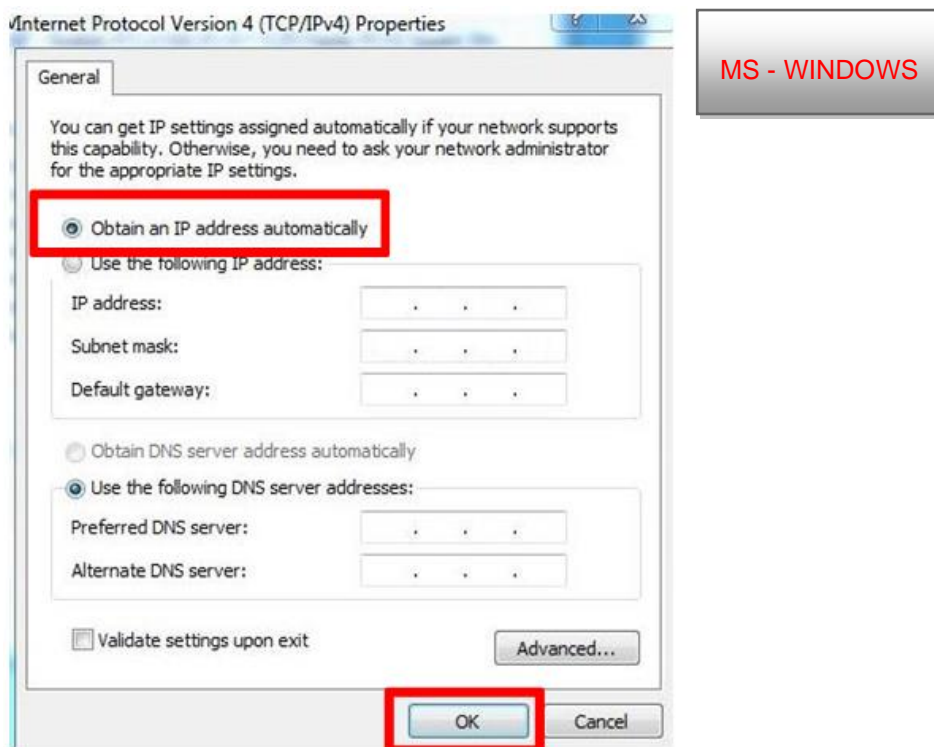 Internet Protocol Version 4 (TCP/IPv4) Properties
MS - WINDOWS
General
You can get IP settings assigned automatically if your network supports
this capability. Otherwise, you need to ask your network administrator
for the appropriate IP settings.
Obtain an IP address automatically
Use the following IP address:
IP address:
Subnet mask:
Default gateway:
Obtain DNS server address automatically
Use the following DNS server addresses:
Preferred DNS server:
Alternate DNS server:
Validate settings upon exit
Advanced...
OK
Cancel